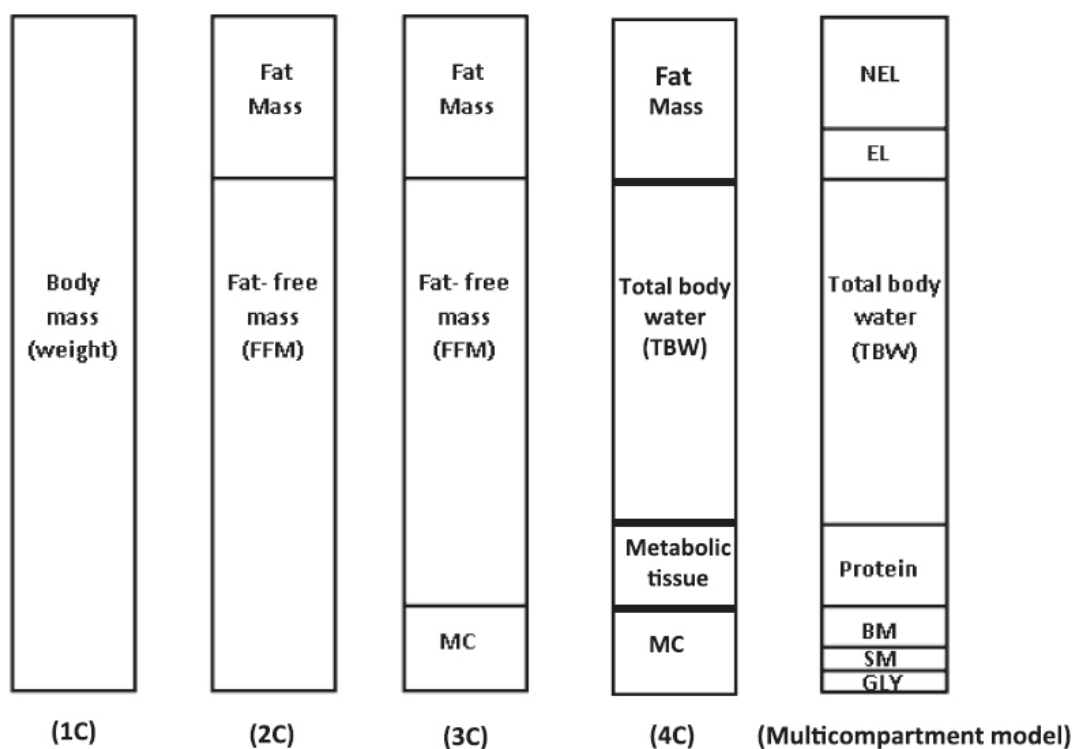 Body
mass
(weight)
(1C)
Fat
Mass
Fat- free
mass
(FFM)
(2C)
Fat
Mass
Fat- free
mass
(FFM)
MC
(3C)
Fat
Mass
Total body
water
(TBW)
Metabolic
tissue
MC
(4C)
NEL
EL
Total body
water
(TBW)
Protein
BM
SM
GLY
(Multicompartment model)